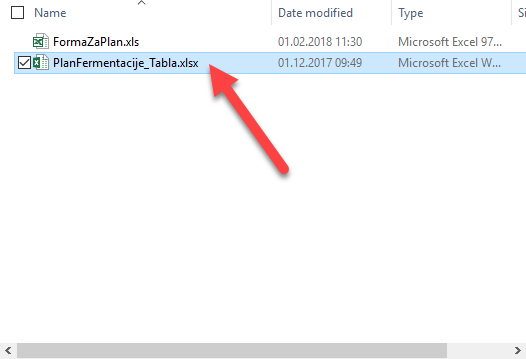 Name Date modified Type Si
FormaZaPlan.xls 01.02.2018 11:30 Microsoft Excel 97...
PlanFermentacije_Tabla.xlsx 01.12.2017 09:49 Microsoft Excel W...